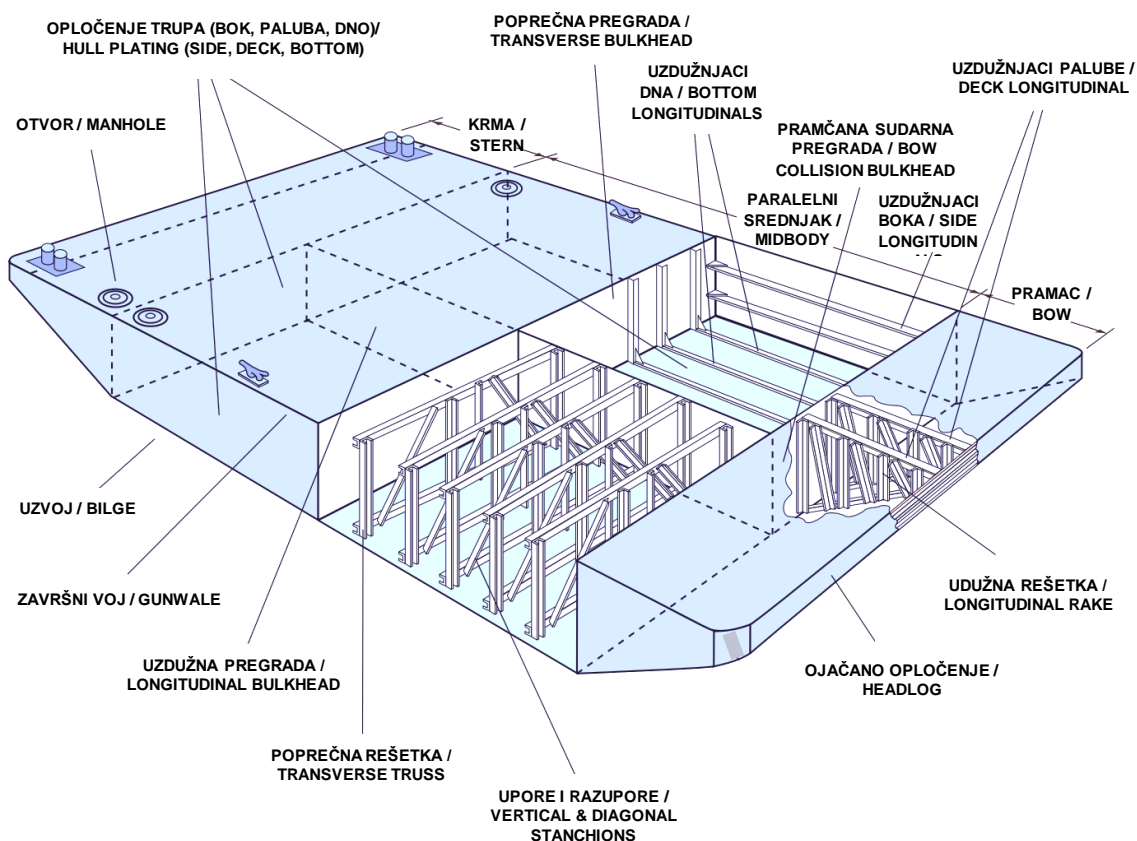 OPLOČENJE TRUPA (BOK, PALUBA, DNO)/
HULL PLATING (SIDE, DECK, BOTTOM)
POPREČNA PREGRADA /
TRANSVERSE BULKHEAD
UZDUŽNJACI
DNA / BOTTOM
LONGITUDINALS
UZDUŽNJACI PALUBE /
DECK LONGITUDINAL
OTVOR / MANHOLE
KRMA /
STERN
PRAMČANA SUDARNA
PREGRADA / BOW
COLLISION BULKHEAD
PARALELNI
SREDNJAK /
MIDBODY
UZDUŽNJACI
BOKA / SIDE
LONGITUDIN
PRAMAC /
BOW
UZVOJ / BILGE
ZAVRŠNI VOJ / GUNWALE
UZDUŽNA PREGRADA /
LONGITUDINAL BULKHEAD
UDUŽNA REŠETKA /
LONGITUDINAL RAKE
OJAČANO OPLOČENJE /
HEADLOG
POPREČNA REŠETKA /
TRANSVERSE TRUSS
UPORE I RAZUPORE /
VERTICAL & DIAGONAL
STANCHIONS